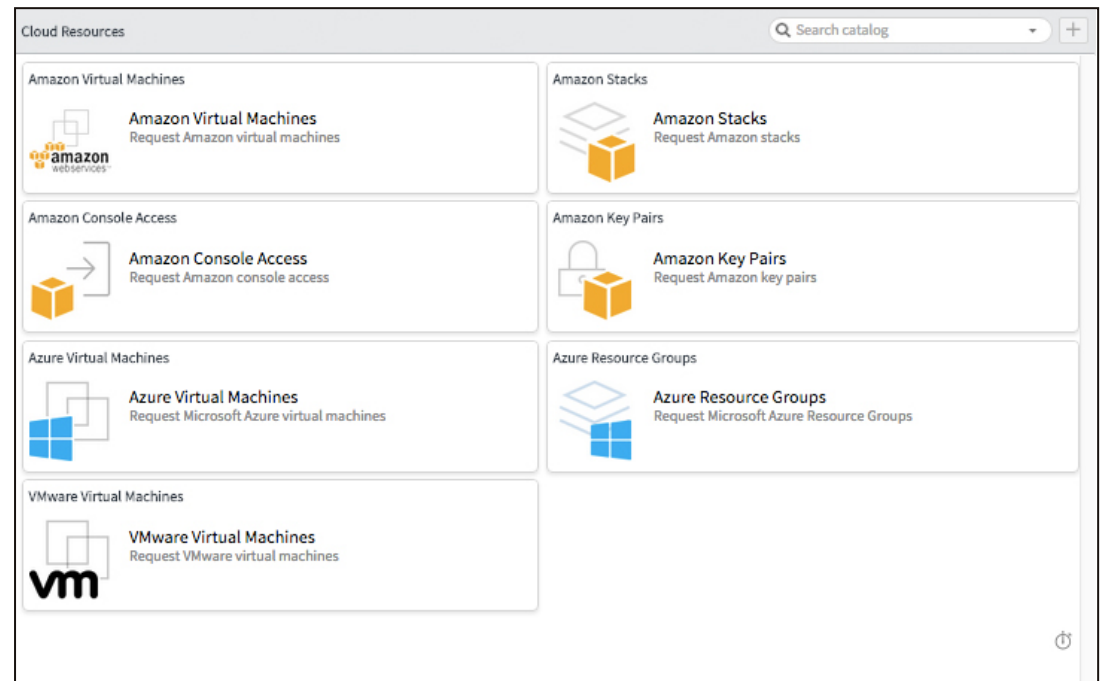 Cloud Resources
Search catalog
Amazon Virtual Machines
Amazon Virtual Machines
Request Amazon virtual machines
amazon
webservices™
Amazon Stacks
Amazon Stacks
Request Amazon stacks
Amazon Console Access
Amazon Console Access
Request Amazon console access
Amazon Key Pairs
Amazon Key Pairs
Request Amazon key pairs
Azure Virtual Machines
Azure Virtual Machines
Request Microsoft Azure virtual machines
Azure Resource Groups
Azure Resource Groups
Request Microsoft Azure Resource Groups
VMware Virtual Machines
VMware Virtual Machines
Request VMware virtual machines
vm